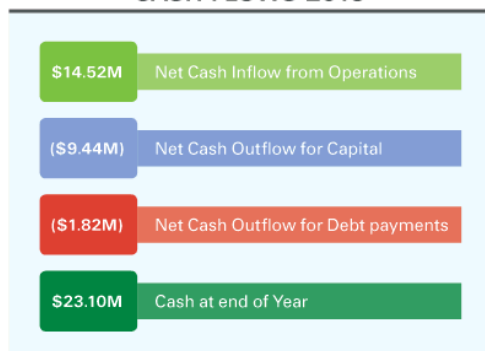 $14.52M Net Cash Inflow from Operations
($9.44M) Net Cash Outflow for Capital
($1.82M) Net Cash Outflow for Debt payments
$23.10M Cash at end of Year